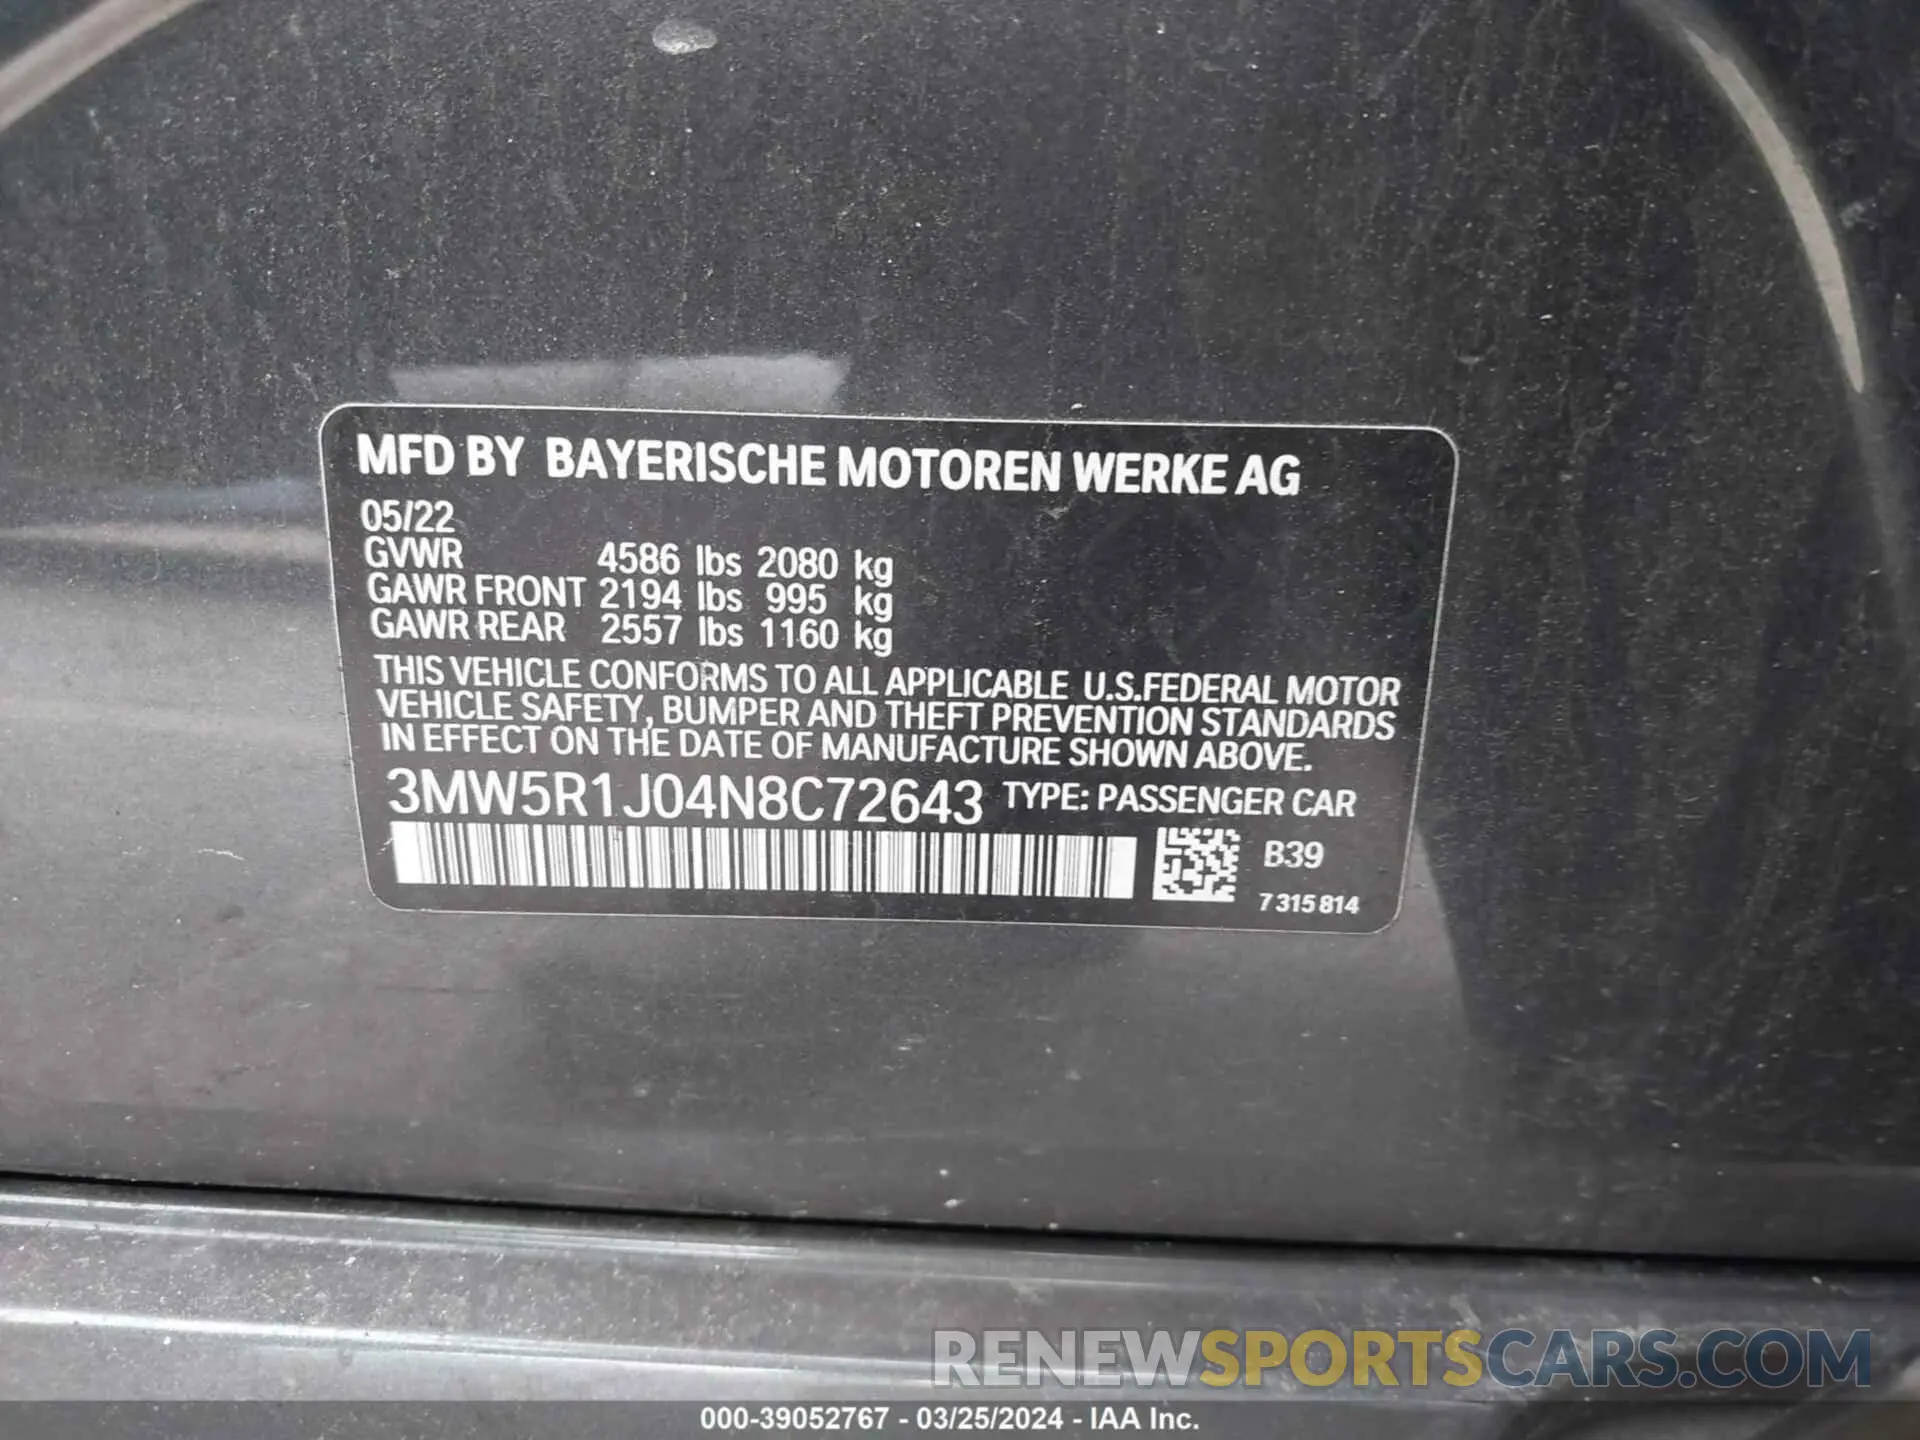 MFD BY BAYERISCHE MOTOREN WERKE AG
05/22
GVWR 4586 lbs 2080 kg
GAWR FRONT 2194 lbs 995 kg
GAWR REAR 2557 lbs 1160 kg
THIS VEHICLE CONFORMS TO ALL APPLICABLE U.S.FEDERAL MOTOR
VEHICLE SAFETY, BUMPER AND THEFT PREVENTION STANDARDS
IN EFFECT ON THE DATE OF MANUFACTURE SHOWN ABOVE.
3MW5R1J04N8C72643 TYPE: PASSENGER CAR
B39
7 315 814
RENEWSPORTSCARS.COM
000-39052767 - 03/25/2024 - IAA Inc.